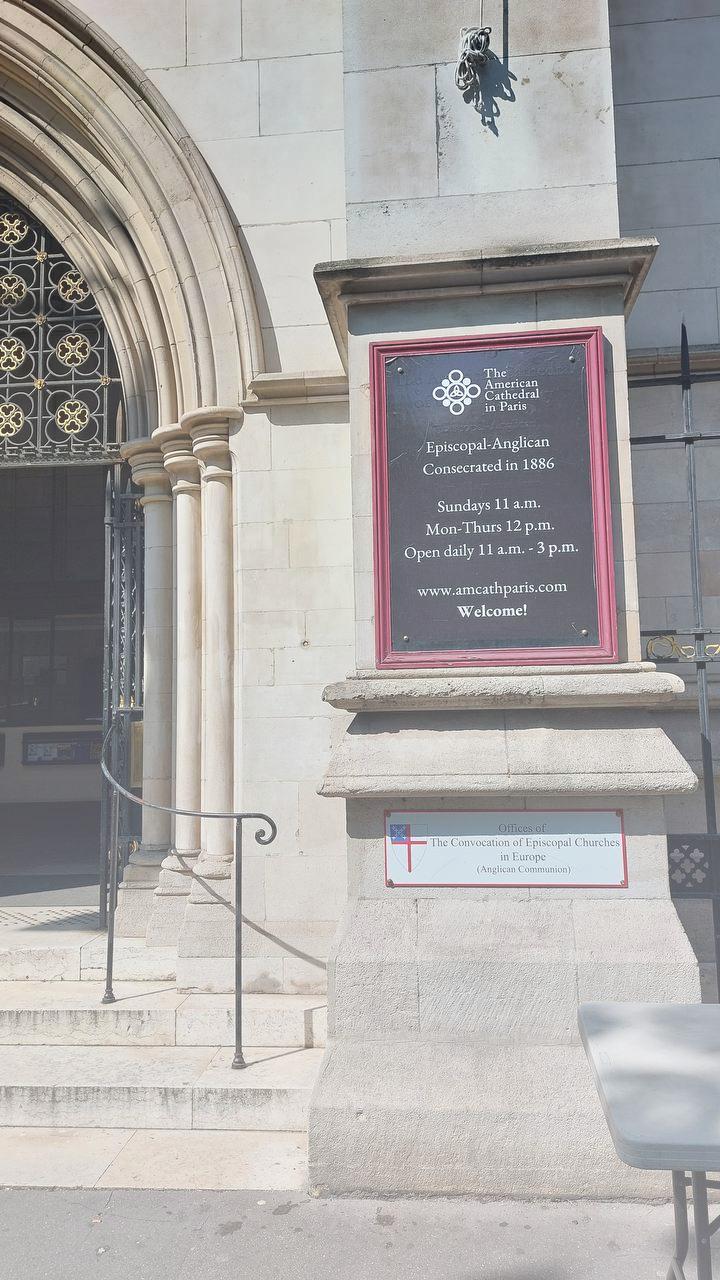 The
American
Cathedral
in Paris
Episcopal-Anglican
Consecrated in 1886
Sundays 11 a.m.
Mon-Thurs 12 p.m.
Open daily 11 a.m. - 3 p.m.
www.amcathparis.com
Welcome!
Offices of
The Convocation of Episcopal Churches
in Europe
(Anglican Communion)